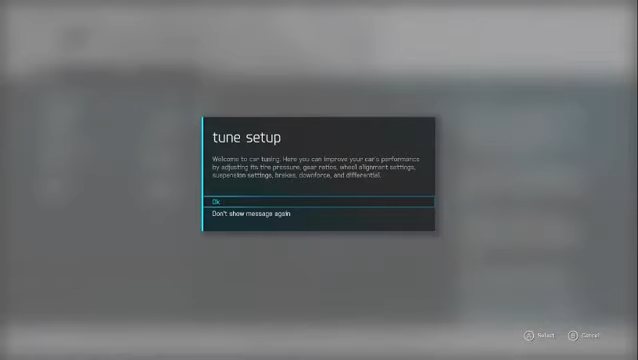 tune setup
Welcome to car tuning. Here you can improve your car's performance
by adjusting its tire pressure, gear ratios, wheel alignment settings,
suspension settings, brakes, downforce, and differential.
Ok
Don't show message again
A Select B Cancel